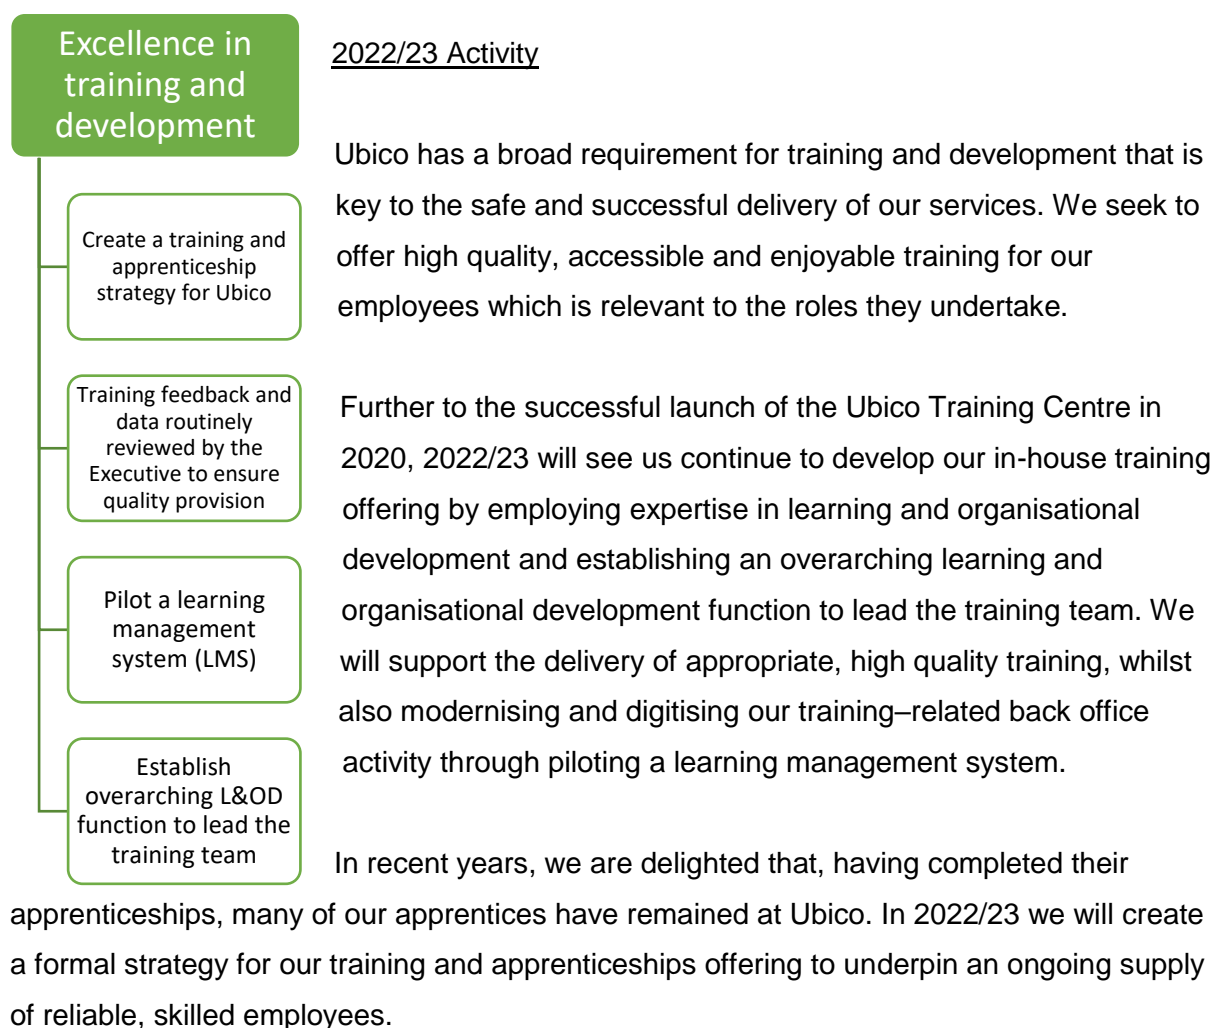 Excellence in
training and
development
Create a training and
apprenticeship
strategy for Ubico
Training feedback and
data routinely
reviewed by the
Executive to ensure
quality provision
Pilot a learning
management
system (LMS)
Establish
overarching L&OD
function to lead the
training team
2022/23 Activity
Ubico has a broad requirement for training and development that is
key to the safe and successful delivery of our services. We seek to
offer high quality, accessible and enjoyable training for our
employees which is relevant to the roles they undertake.
Further to the successful launch of the Ubico Training Centre in
2020, 2022/23 will see us continue to develop our in-house training
offering by employing expertise in learning and organisational
development and establishing an overarching learning and
organisational development function to lead the training team. We
will support the delivery of appropriate, high quality training, whilst
also modernising and digitising our training–related back office
activity through piloting a learning management system.
In recent years, we are delighted that, having completed their
apprenticeships, many of our apprentices have remained at Ubico. In 2022/23 we will create
a formal strategy for our training and apprenticeships offering to underpin an ongoing supply
of reliable, skilled employees.